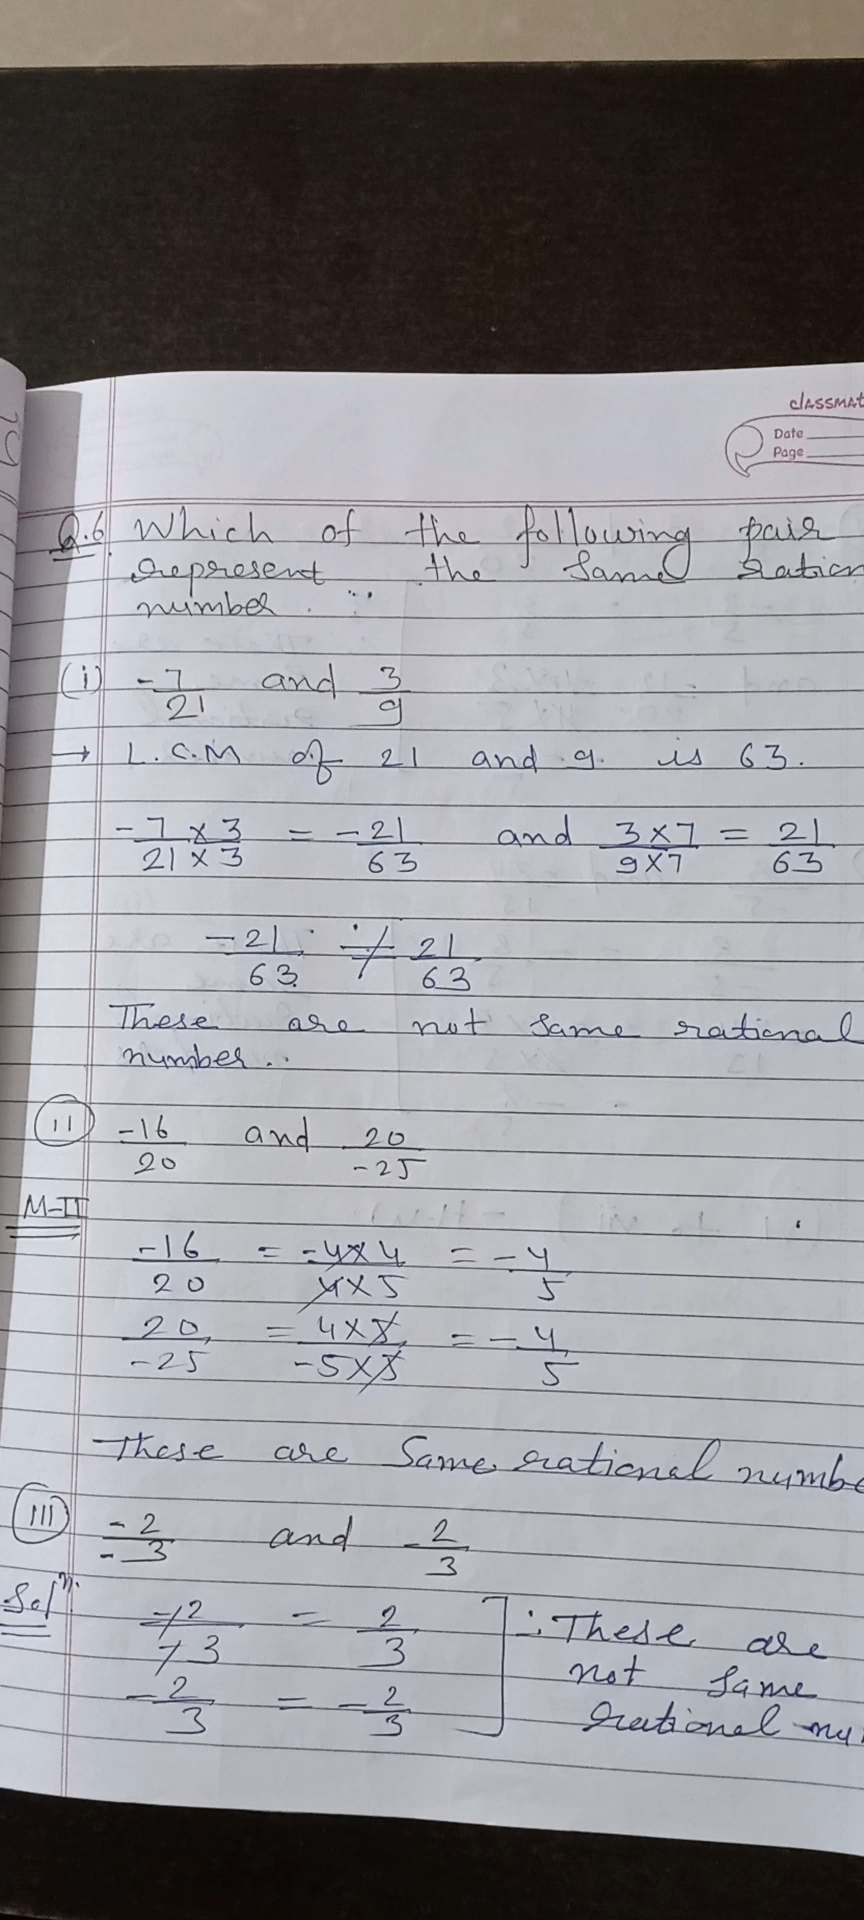 classmat
Date
Page
Q.6 Which of the following pair
represent the same ration
number.
(i) -7/21 and 3/9
→ L.C.M of 21 and 9. is 63.
-7 × 3 / 21 × 3 = -21/63 and 3×7 / 9×7 = 21/63
-21/63 ≠ 21/63
These are not same rational
number..
(ii) -16/20 and 20/-25
M-II
-16/20 = -4×4 / 4×5 = -4/5
20/-25 = 4×5 / -5×5 = -4/5
These are Same rational numbe
(iii) -2/-3 and -2/3
Solⁿ. -2/-3 = 2/3 ∴ These are
not same
-2/3 = -2/3 rational nu